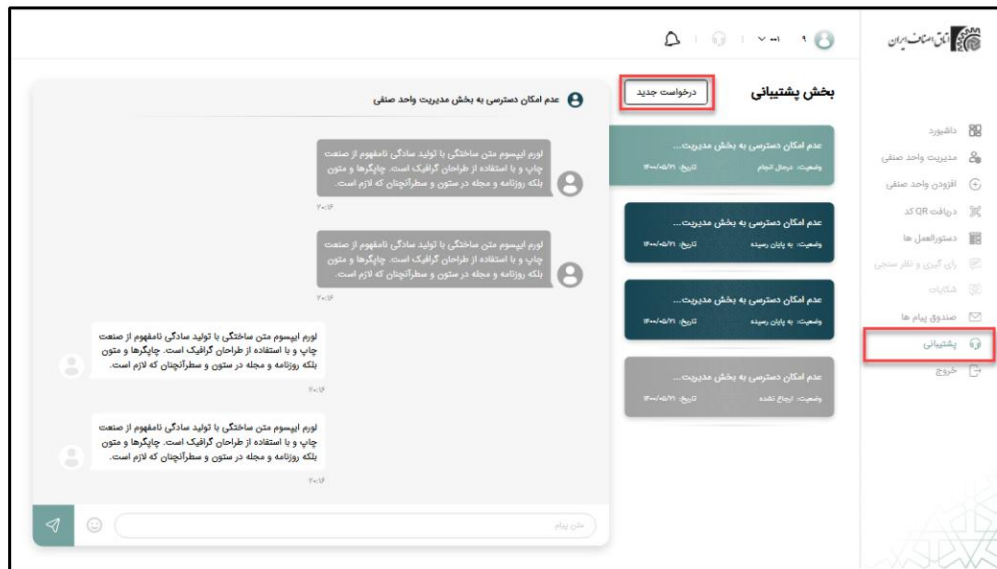 اتاق اصناف ایران
داشبورد
مدیریت واحد صنفی
افزودن واحد صنفی
دریافت QR کد
دستورالعمل ها
رای گیری و نظر سنجی
شکایات
صندوق پیام ها
پشتیبانی
خروج
بخش پشتیبانی
درخواست جدید
عدم امکان دسترسی به بخش مدیریت...
وضعیت: درحال انجام
تاریخ: ۱۴۰۰/۰۵/۲۱
عدم امکان دسترسی به بخش مدیریت...
وضعیت: به پایان رسیده
تاریخ: ۱۴۰۰/۰۵/۲۱
عدم امکان دسترسی به بخش مدیریت...
وضعیت: به پایان رسیده
تاریخ: ۱۴۰۰/۰۵/۲۱
عدم امکان دسترسی به بخش مدیریت...
وضعیت: ارجاع نشده
تاریخ: ۱۴۰۰/۰۵/۲۱
عدم امکان دسترسی به بخش مدیریت واحد صنفی
لورم ایپسوم متن ساختگی با تولید سادگی نامفهوم از صنعت
چاپ و با استفاده از طراحان گرافیک است. چاپگرها و متون
بلکه روزنامه و مجله در ستون و سطرآنچنان که لازم است.
۲۰:۱۶
لورم ایپسوم متن ساختگی با تولید سادگی نامفهوم از صنعت
چاپ و با استفاده از طراحان گرافیک است. چاپگرها و متون
بلکه روزنامه و مجله در ستون و سطرآنچنان که لازم است.
۲۰:۱۶
لورم ایپسوم متن ساختگی با تولید سادگی نامفهوم از صنعت
چاپ و با استفاده از طراحان گرافیک است. چاپگرها و متون
بلکه روزنامه و مجله در ستون و سطرآنچنان که لازم است.
۲۰:۱۶
لورم ایپسوم متن ساختگی با تولید سادگی نامفهوم از صنعت
چاپ و با استفاده از طراحان گرافیک است. چاپگرها و متون
بلکه روزنامه و مجله در ستون و سطرآنچنان که لازم است.
۲۰:۱۶
متن پیام